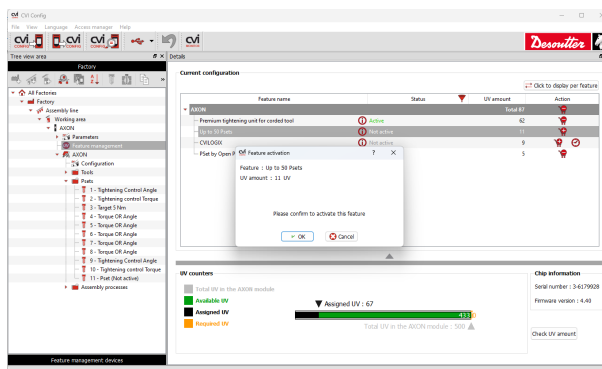 CVI Config
File View Language Access manager Help
CVI CONFIG
CVI CONFIG
CVI CONFIG
CVI MONITOR
Desoutter
Tree view area
Details
Factory
All Factories
Factory
Assembly line
Working area
AXON
Parameters
Feature management
AXON
Configuration
Tools
Psets
1 - Tightening Control Angle
2 - Tightening control Torque
3 - Target 5 Nm
4 - Torque OR Angle
5 - Torque OR Angle
6 - Torque OR Angle
7 - Torque OR Angle
8 - Torque OR Angle
9 - Tightening Control Angle
10 - Tightening control Torque
11 - Pset (Not active)
Assembly processes
Feature management devices
Current configuration
Click to display per feature
Feature name Status UV amount Action
AXON Total 87
Premium tightening unit for corded tool Active 62
Up to 50 Psets Not active 11
CVILOGIX Not active 9
PSet by Open P 5
Feature activation ? X
Feature : Up to 50 Psets
UV amount : 11 UV
Please confirm to activate this feature
OK Cancel
UV counters
Total UV in the AXON module
Available UV
Assigned UV
Required UV
Assigned UV : 67
433
Total UV in the AXON module : 500
Chip information
Serial number : 3-6179928
Firmware version : 4.40
Check UV amount